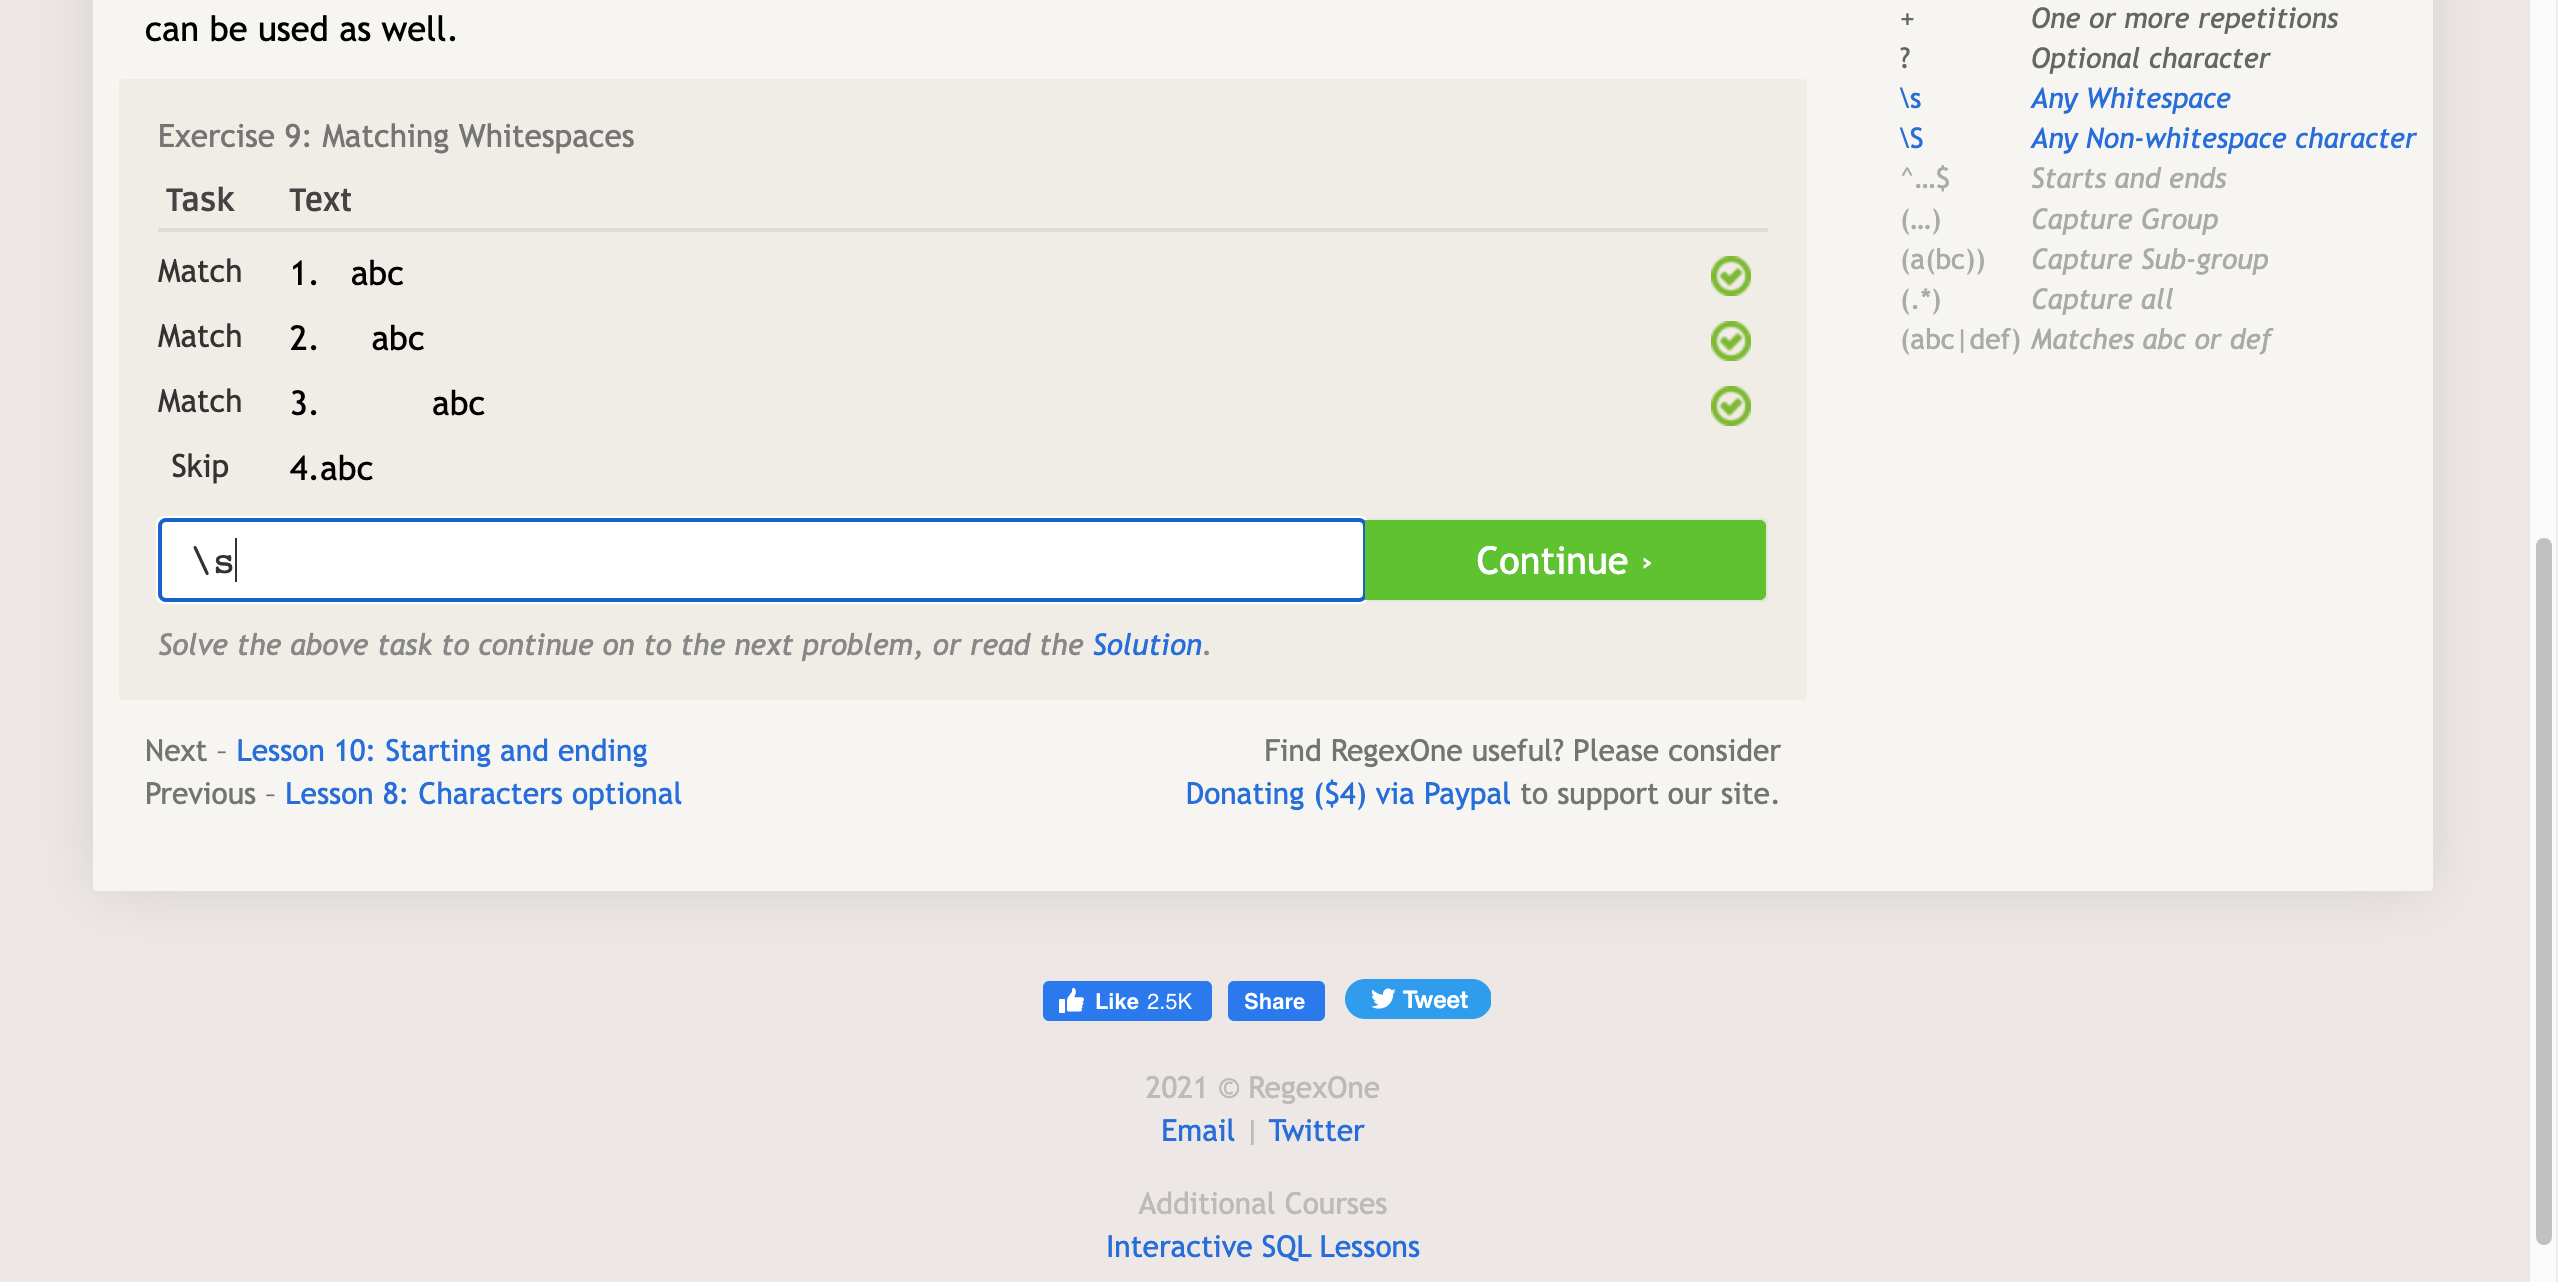 can be used as well.
Exercise 9: Matching Whitespaces
Task Text
Match 1.   abc
Match 2.     abc
Match 3.           abc
Skip 4.abc
\s
Continue ›
Solve the above task to continue on to the next problem, or read the Solution.
Next – Lesson 10: Starting and ending
Previous – Lesson 8: Characters optional
Find RegexOne useful? Please consider
Donating ($4) via Paypal to support our site.
+ One or more repetitions
? Optional character
\s Any Whitespace
\S Any Non-whitespace character
^…$ Starts and ends
(…) Capture Group
(a(bc)) Capture Sub-group
(.*) Capture all
(abc|def) Matches abc or def
Like 2.5K Share Tweet
2021 © RegexOne
Email | Twitter
Additional Courses
Interactive SQL Lessons